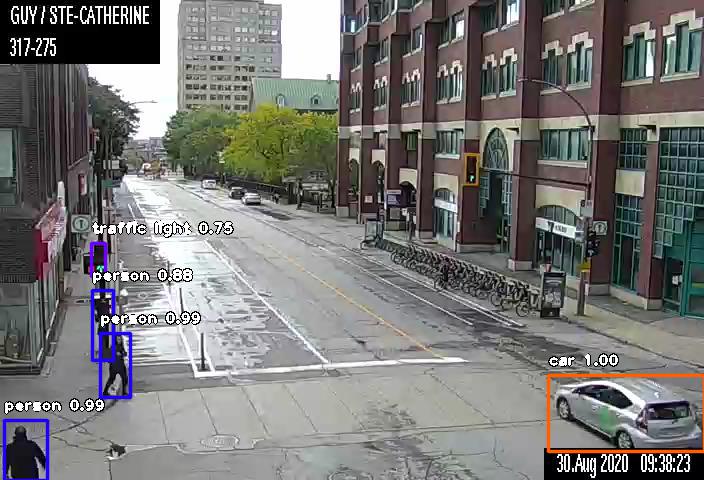 GUY / STE-CATHERINE
317-275
traffic light 0.75
person 0.88
person 0.99
car 1.00
person 0.99
30.Aug 2020 09:38:23